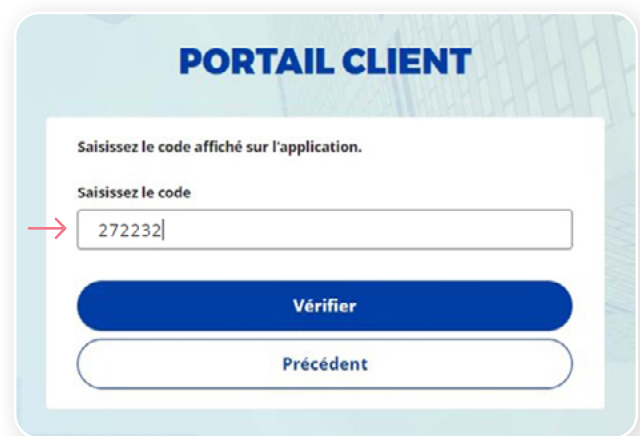 PORTAIL CLIENT
Saisissez le code affiché sur l'application.
Saisissez le code
272232
Vérifier
Précédent